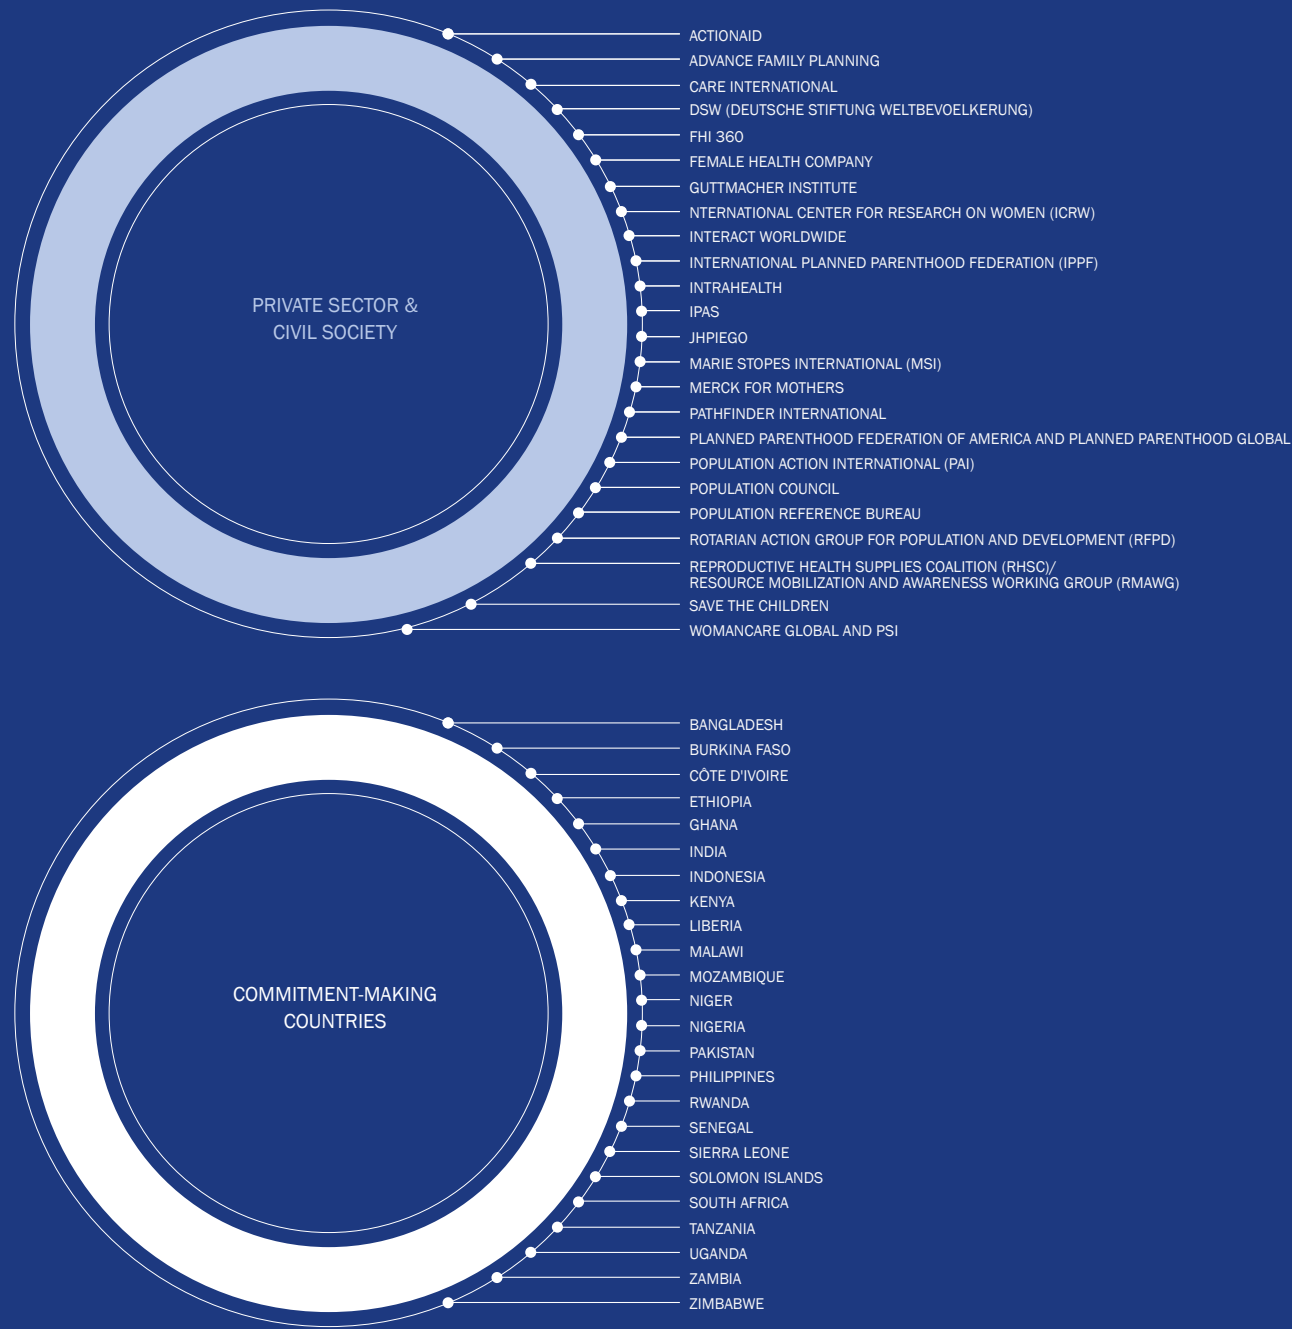 PRIVATE SECTOR &
CIVIL SOCIETY
ACTIONAID
ADVANCE FAMILY PLANNING
CARE INTERNATIONAL
DSW (DEUTSCHE STIFTUNG WELTBEVOELKERUNG)
FHI 360
FEMALE HEALTH COMPANY
GUTTMACHER INSTITUTE
NTERNATIONAL CENTER FOR RESEARCH ON WOMEN (ICRW)
INTERACT WORLDWIDE
INTERNATIONAL PLANNED PARENTHOOD FEDERATION (IPPF)
INTRAHEALTH
IPAS
JHPIEGO
MARIE STOPES INTERNATIONAL (MSI)
MERCK FOR MOTHERS
PATHFINDER INTERNATIONAL
PLANNED PARENTHOOD FEDERATION OF AMERICA AND PLANNED PARENTHOOD GLOBAL
POPULATION ACTION INTERNATIONAL (PAI)
POPULATION COUNCIL
POPULATION REFERENCE BUREAU
ROTARIAN ACTION GROUP FOR POPULATION AND DEVELOPMENT (RFPD)
REPRODUCTIVE HEALTH SUPPLIES COALITION (RHSC)/
RESOURCE MOBILIZATION AND AWARENESS WORKING GROUP (RMAWG)
SAVE THE CHILDREN
WOMANCARE GLOBAL AND PSI
COMMITMENT-MAKING
COUNTRIES
BANGLADESH
BURKINA FASO
CÔTE D'IVOIRE
ETHIOPIA
GHANA
INDIA
INDONESIA
KENYA
LIBERIA
MALAWI
MOZAMBIQUE
NIGER
NIGERIA
PAKISTAN
PHILIPPINES
RWANDA
SENEGAL
SIERRA LEONE
SOLOMON ISLANDS
SOUTH AFRICA
TANZANIA
UGANDA
ZAMBIA
ZIMBABWE